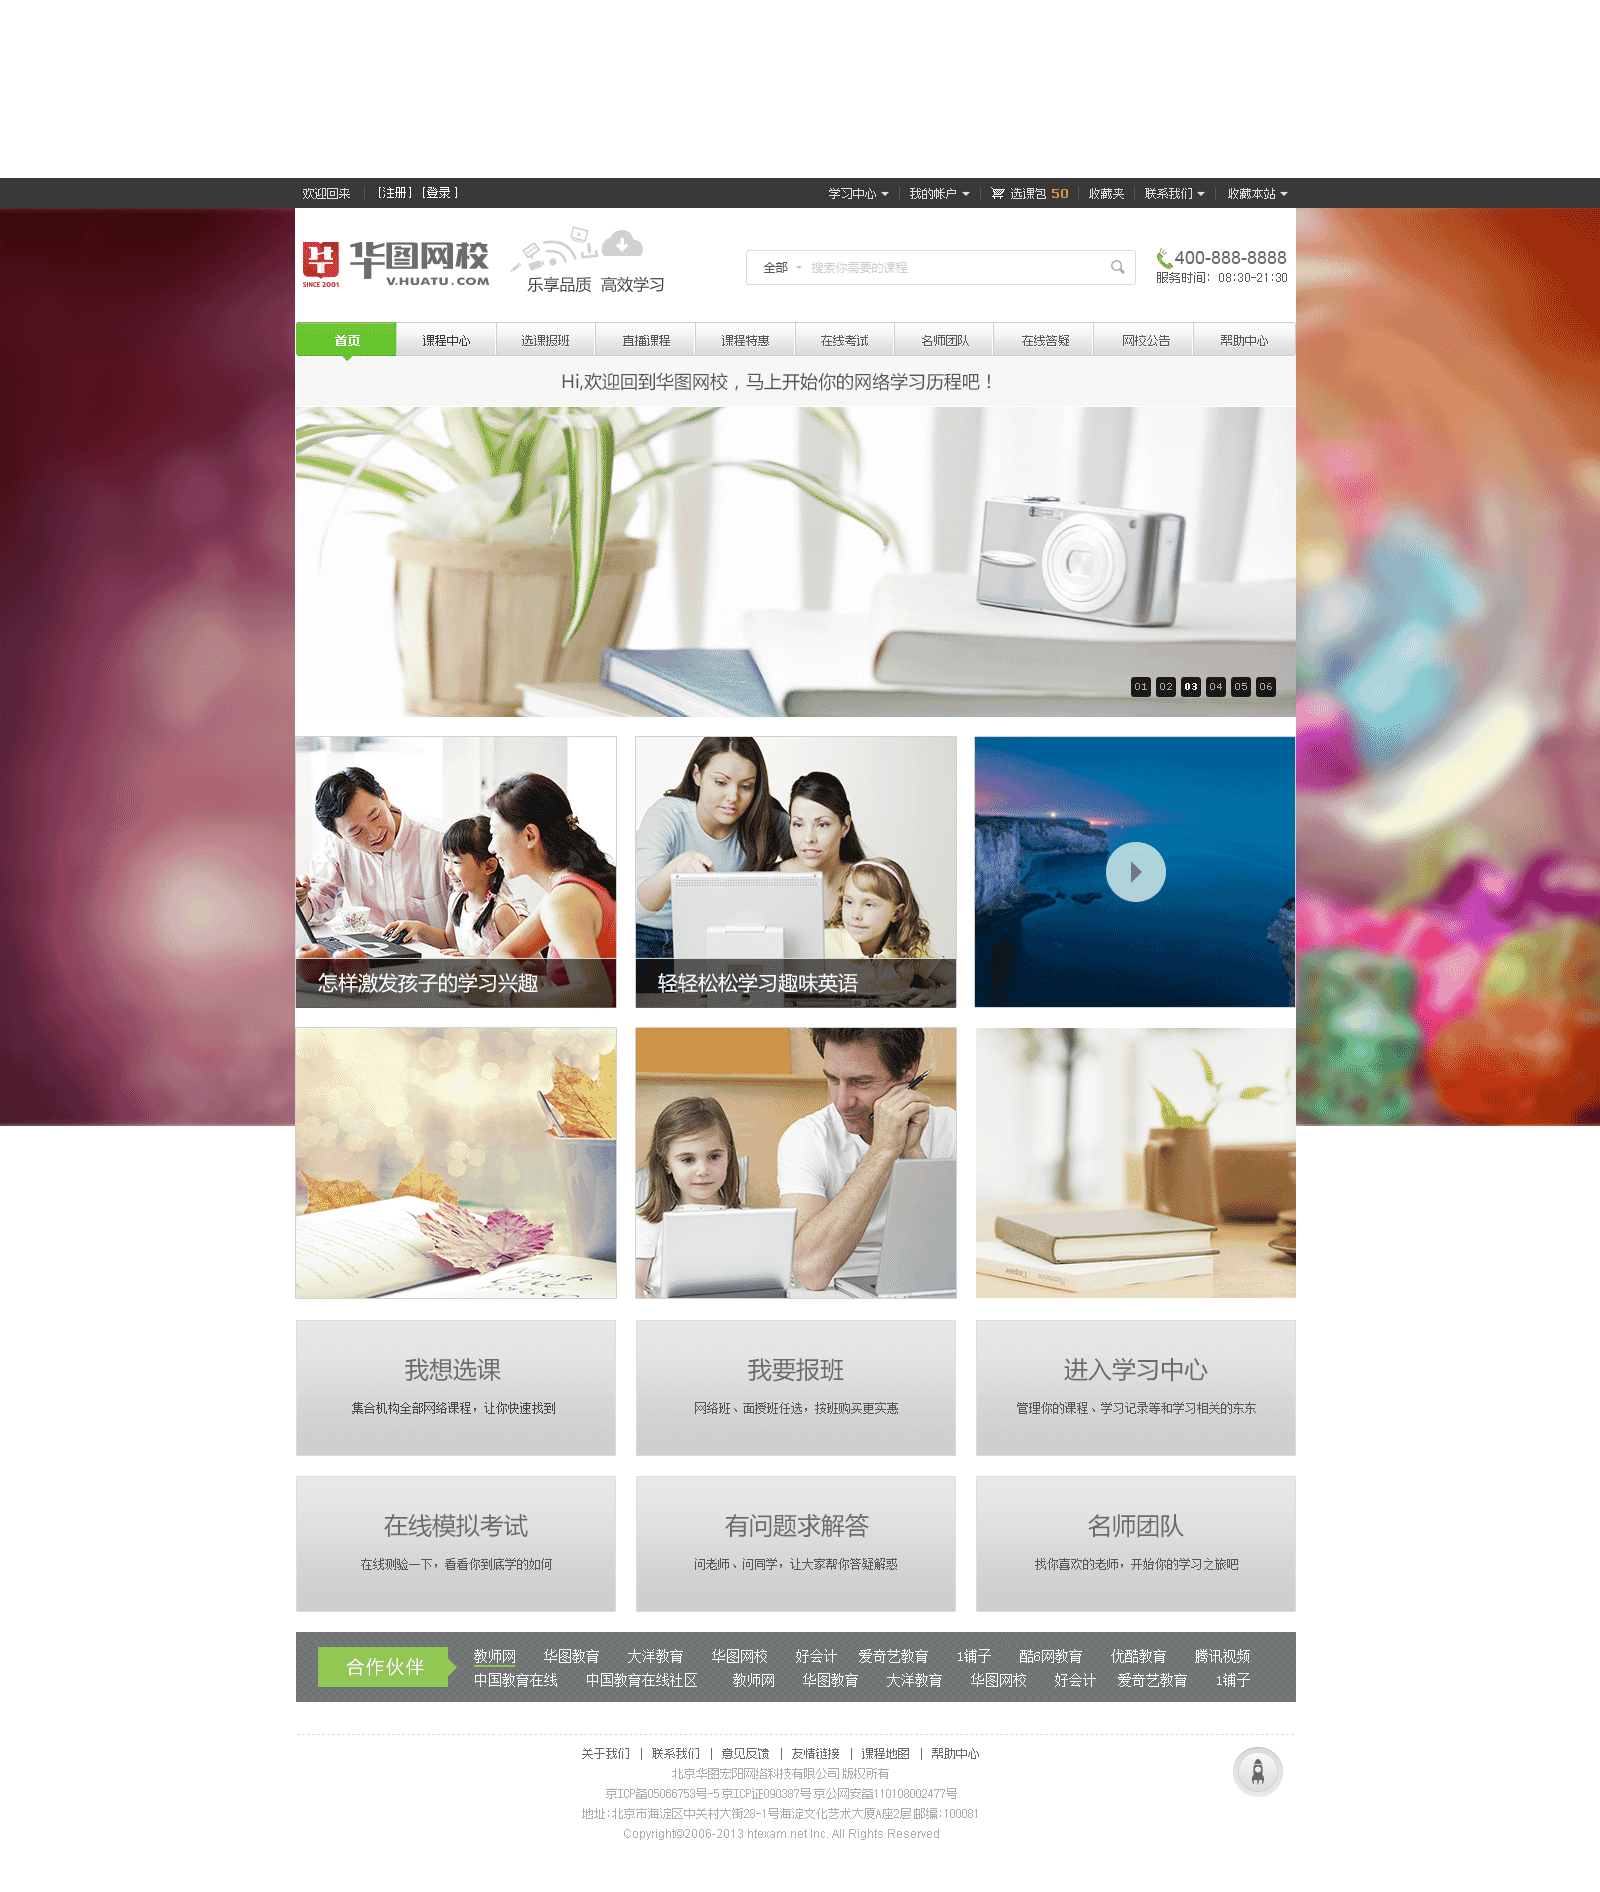 欢迎回来 [注册] [登录]
学习中心 我的帐户 选课包 50 收藏夹 联系我们 收藏本站
华图网校
SINCE 2001 V.HUATU.COM
乐享品质 高效学习
全部 搜索你需要的课程
400-888-8888
服务时间：08:30-21:30
首页 课程中心 选课报班 直播课程 课程特惠 在线考试 名师团队 在线答疑 网校公告 帮助中心
Hi,欢迎回到华图网校，马上开始你的网络学习历程吧！
01 02 03 04 05 06
怎样激发孩子的学习兴趣
轻轻松松学习趣味英语
我想选课
集合机构全部网络课程，让你快速找到
我要报班
网络班、面授班任选，按班购买更实惠
进入学习中心
管理你的课程、学习记录等和学习相关的东东
在线模拟考试
在线测验一下，看看你到底学的如何
有问题求解答
问老师、问同学，让大家帮你答疑解惑
名师团队
找你喜欢的老师，开始你的学习之旅吧
合作伙伴
教师网 华图教育 大洋教育 华图网校 好会计 爱奇艺教育 1铺子 酷6网教育 优酷教育 腾讯视频
中国教育在线 中国教育在线社区 教师网 华图教育 大洋教育 华图网校 好会计 爱奇艺教育 1铺子
关于我们 | 联系我们 | 意见反馈 | 友情链接 | 课程地图 | 帮助中心
北京华图宏阳网络科技有限公司 版权所有
京ICP备05066753号-5 京ICP证090387号 京公网安备110108002477号
地址:北京市海淀区中关村大街28-1号海淀文化艺术大厦A座2层 邮编:100081
Copyright©2006-2013 htexam.net Inc. All Rights Reserved